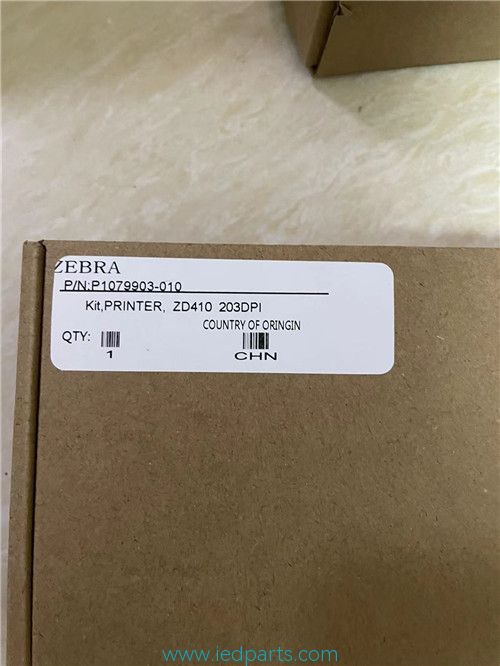 ZEBRA
P/N:P1079903-010
Kit,PRINTER, ZD410 203DPI
COUNTRY OF ORINGIN
QTY:
1
CHN
www.iedparts.com